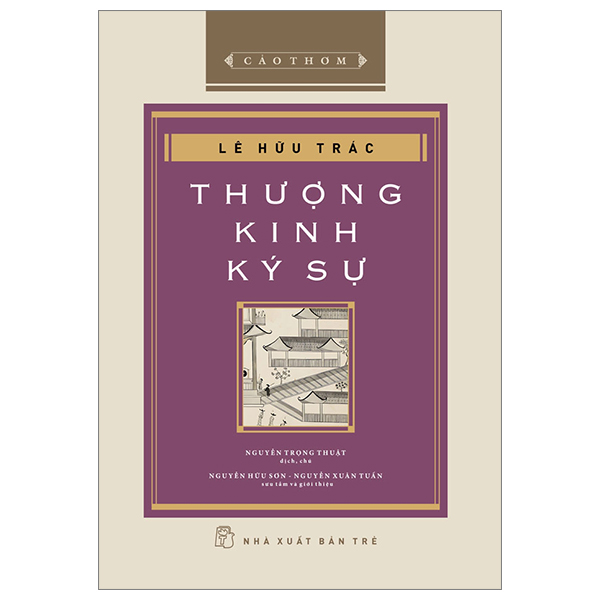 CẢO THƠM
LÊ HỮU TRÁC
THƯỢNG
KINH
KÝ SỰ
NGUYỄN TRỌNG THUẬT
dịch, chú
NGUYỄN HỮU SƠN - NGUYỄN XUÂN TUẤN
sưu tầm và giới thiệu
NHÀ XUẤT BẢN TRẺ